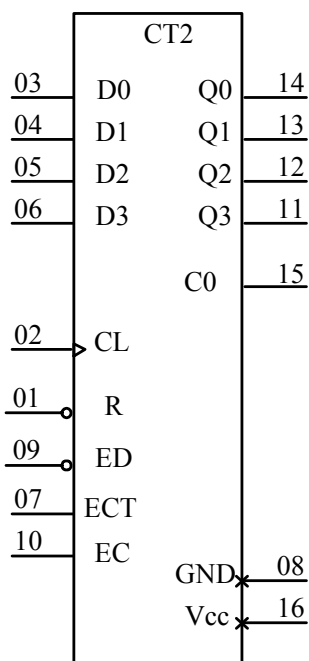 CT2
03 D0 Q0 14
04 D1 Q1 13
05 D2 Q2 12
06 D3 Q3 11
C0 15
02 CL
01 R
09 ED
07 ECT
10 EC
GND 08
Vcc 16